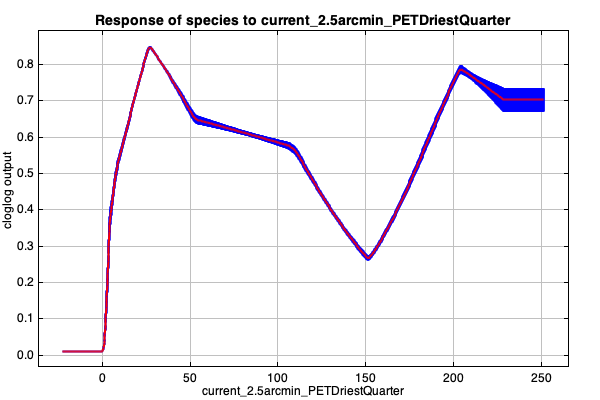 Response of species to current_2.5arcmin_PETDriestQuarter
cloglog output
0.8
0.7
0.6
0.5
0.4
0.3
0.2
0.1
0.0
0 50 100 150 200 250
current_2.5arcmin_PETDriestQuarter